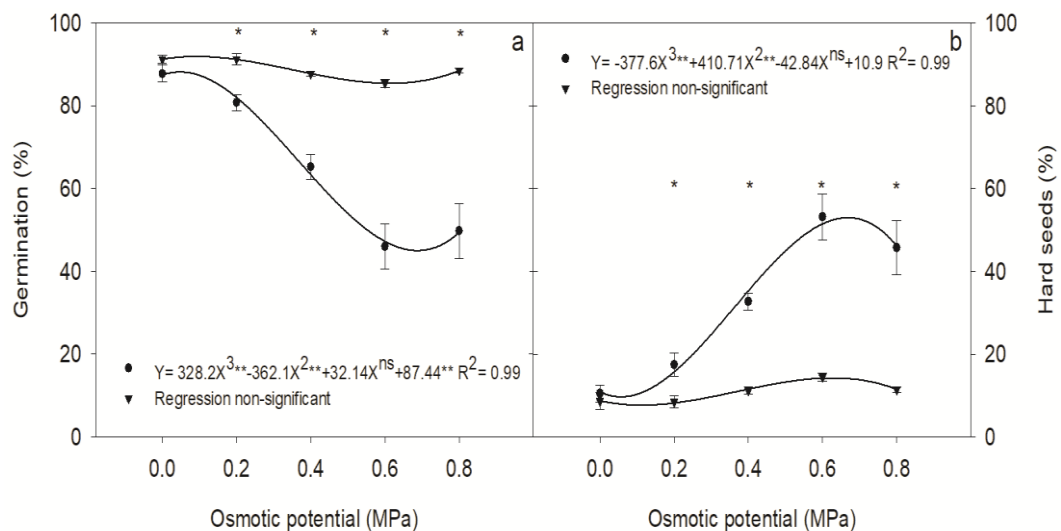 100
80
60
40
20
0
Germination (%)
* * * *
a
Y= 328.2X³**-362.1X²**+32.14Xⁿˢ+87.44** R²= 0.99
Regression non-significant
0.0 0.2 0.4 0.6 0.8
Osmotic potential (MPa)
b
Y= -377.6X³**+410.71X²**-42.84Xⁿˢ+10.9 R²= 0.99
Regression non-significant
* * * *
0.0 0.2 0.4 0.6 0.8
Osmotic potential (MPa)
100
80
60
40
20
0
Hard seeds (%)